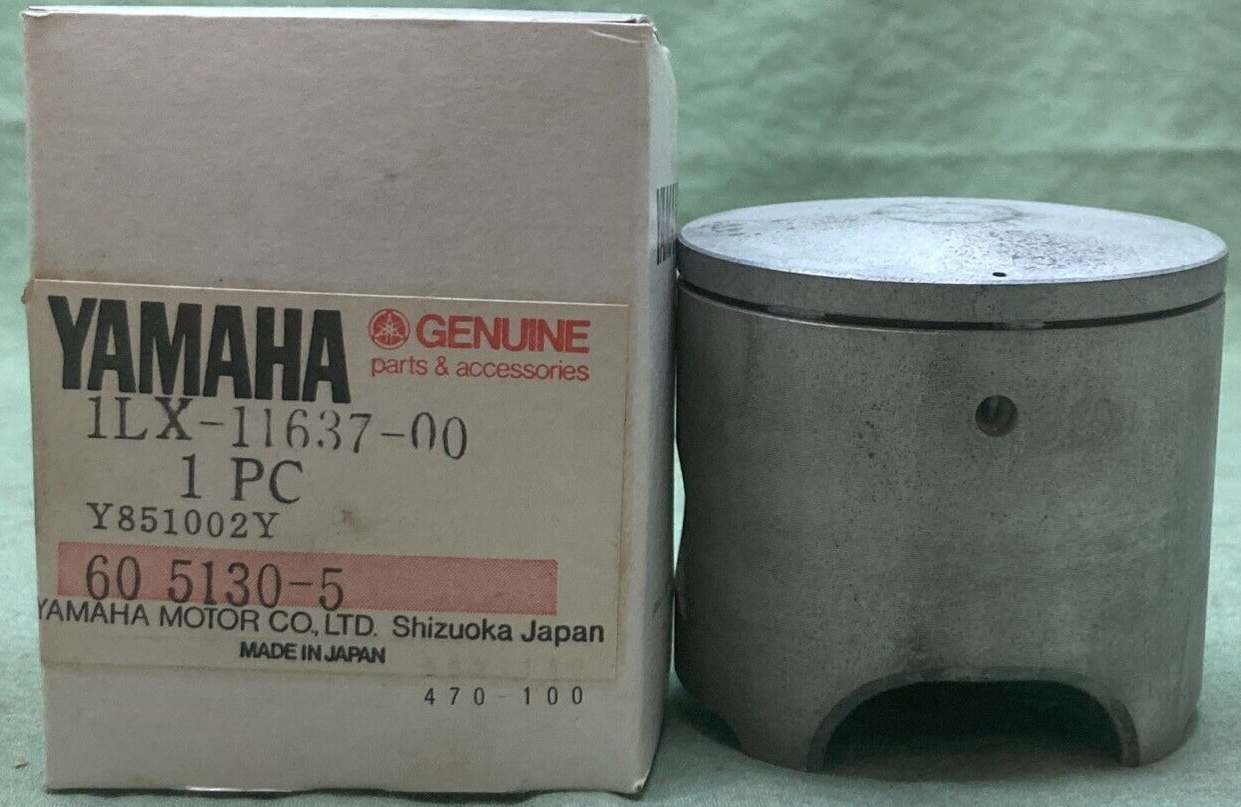 YAMAHA
GENUINE
parts & accessories
1LX-11637-00
1 PC
Y851002Y
60 5130-5
YAMAHA MOTOR CO., LTD. Shizuoka Japan
MADE IN JAPAN
470-100